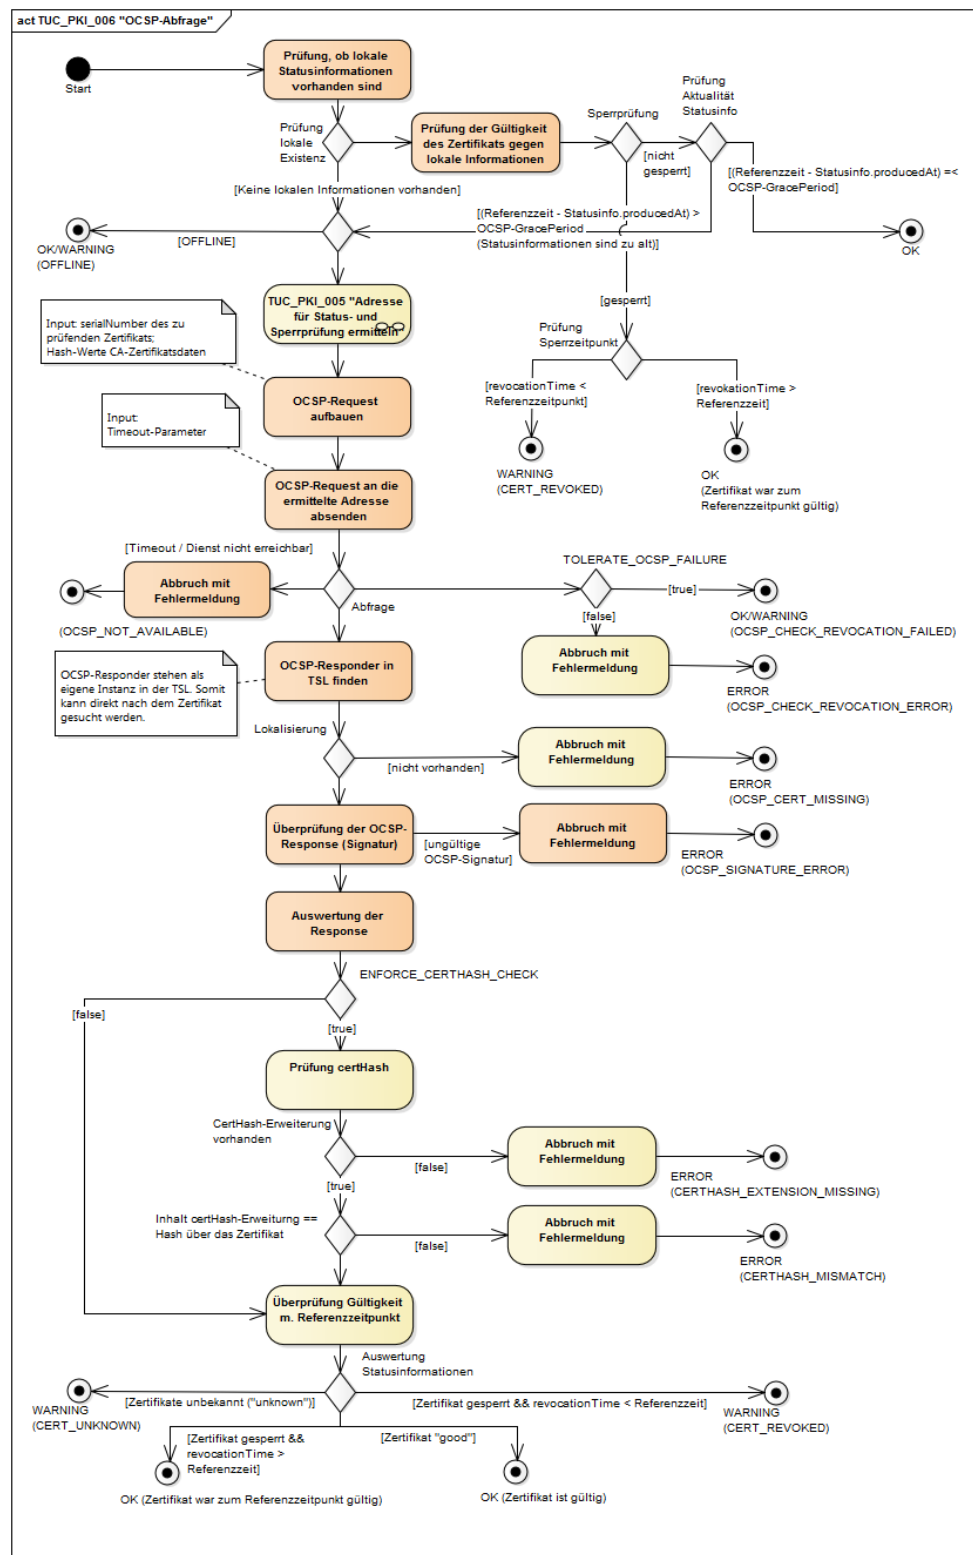 act TUC_PKI_006 "OCSP-Abfrage"
Start
Prüfung, ob lokale
Statusinformationen
vorhanden sind
Prüfung
lokale
Existenz
Prüfung der Gültigkeit
des Zertifikats gegen
lokale Informationen
Sperrprüfung
Prüfung
Aktualität
Statusinfo
[nicht
gesperrt]
[(Referenzzeit - Statusinfo.producedAt) =<
OCSP-GracePeriod]
OK
[Keine lokalen Informationen vorhanden]
[(Referenzzeit - Statusinfo.producedAt) >
OCSP-GracePeriod
(Statusinformationen sind zu alt)]
[OFFLINE]
OK/WARNING
(OFFLINE)
[gesperrt]
TUC_PKI_005 "Adresse
für Status- und
Sperrprüfung ermitteln"
Input: serialNumber des zu
prüfenden Zertifikats;
Hash-Werte CA-Zertifikatsdaten
Prüfung
Sperrzeitpunkt
[revocationTime <
Referenzzeitpunkt]
[revokationTime >
Referenzzeit]
OCSP-Request
aufbauen
Input:
Timeout-Parameter
WARNING
(CERT_REVOKED)
OK
(Zertifikat war zum
Referenzzeitpunkt gültig)
OCSP-Request an die
ermittelte Adresse
absenden
[Timeout / Dienst nicht erreichbar]
TOLERATE_OCSP_FAILURE
Abbruch mit
Fehlermeldung
(OCSP_NOT_AVAILABLE)
Abfrage
[true]
[false]
OK/WARNING
(OCSP_CHECK_REVOCATION_FAILED)
Abbruch mit
Fehlermeldung
ERROR
(OCSP_CHECK_REVOCATION_ERROR)
OCSP-Responder in
TSL finden
OCSP-Responder stehen als
eigene Instanz in der TSL. Somit
kann direkt nach dem Zertifikat
gesucht werden.
Lokalisierung
[nicht vorhanden]
Abbruch mit
Fehlermeldung
ERROR
(OCSP_CERT_MISSING)
Überprüfung der OCSP-
Response (Signatur)
[ungültige
OCSP-Signatur]
Abbruch mit
Fehlermeldung
ERROR
(OCSP_SIGNATURE_ERROR)
Auswertung der
Response
ENFORCE_CERTHASH_CHECK
[false]
[true]
Prüfung certHash
CertHash-Erweiterung
vorhanden
[false]
[true]
Abbruch mit
Fehlermeldung
ERROR
(CERTHASH_EXTENSION_MISSING)
Inhalt certHash-Erweiturng ==
Hash über das Zertifikat
[false]
Abbruch mit
Fehlermeldung
ERROR
(CERTHASH_MISMATCH)
Überprüfung Gültigkeit
m. Referenzzeitpunkt
Auswertung
Statusinformationen
[Zertifikate unbekannt ("unknown")]
[Zertifikat gesperrt && revocationTime < Referenzzeit]
WARNING
(CERT_UNKNOWN)
WARNING
(CERT_REVOKED)
[Zertifikat gesperrt &&
revocationTime >
Referenzzeit]
[Zertifikat "good"]
OK (Zertifikat war zum Referenzzeitpunkt gültig)
OK (Zertifikat ist gültig)